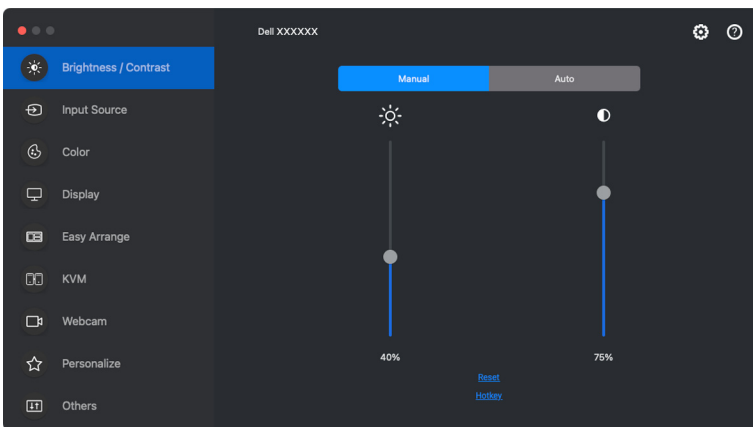 Dell XXXXXX
Brightness / Contrast
Input Source
Color
Display
Easy Arrange
KVM
Webcam
Personalize
Others
Manual
Auto
40%
75%
Reset
Hotkey